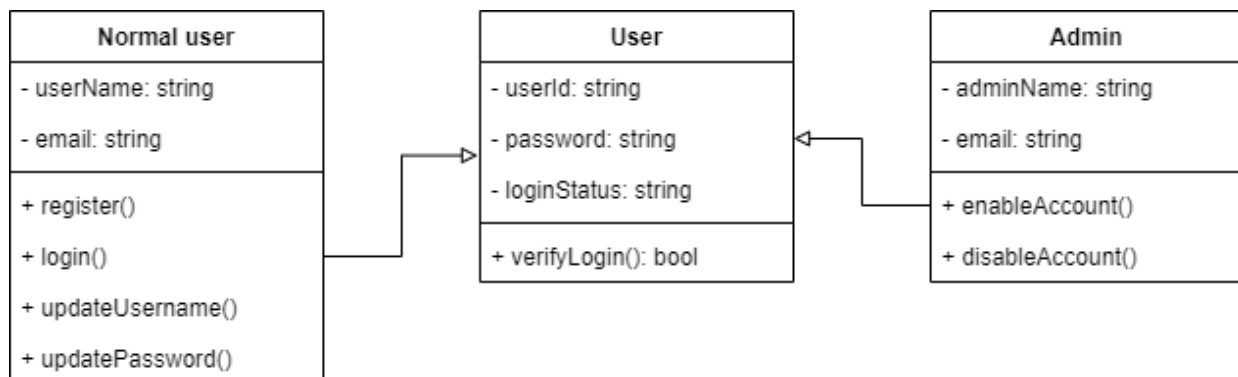 Normal user
- userName: string
- email: string
+ register()
+ login()
+ updateUsername()
+ updatePassword()
User
- userId: string
- password: string
- loginStatus: string
+ verifyLogin(): bool
Admin
- adminName: string
- email: string
+ enableAccount()
+ disableAccount()